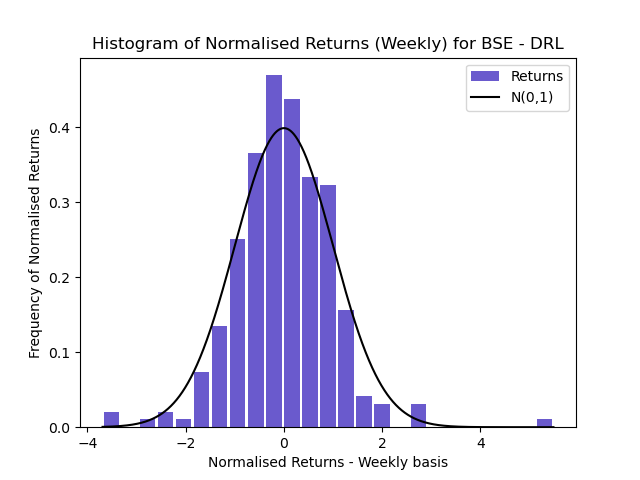 Histogram of Normalised Returns (Weekly) for BSE - DRL
Returns
N(0,1)
Frequency of Normalised Returns
0.4
0.3
0.2
0.1
0.0
−4
−2
0
2
4
Normalised Returns - Weekly basis